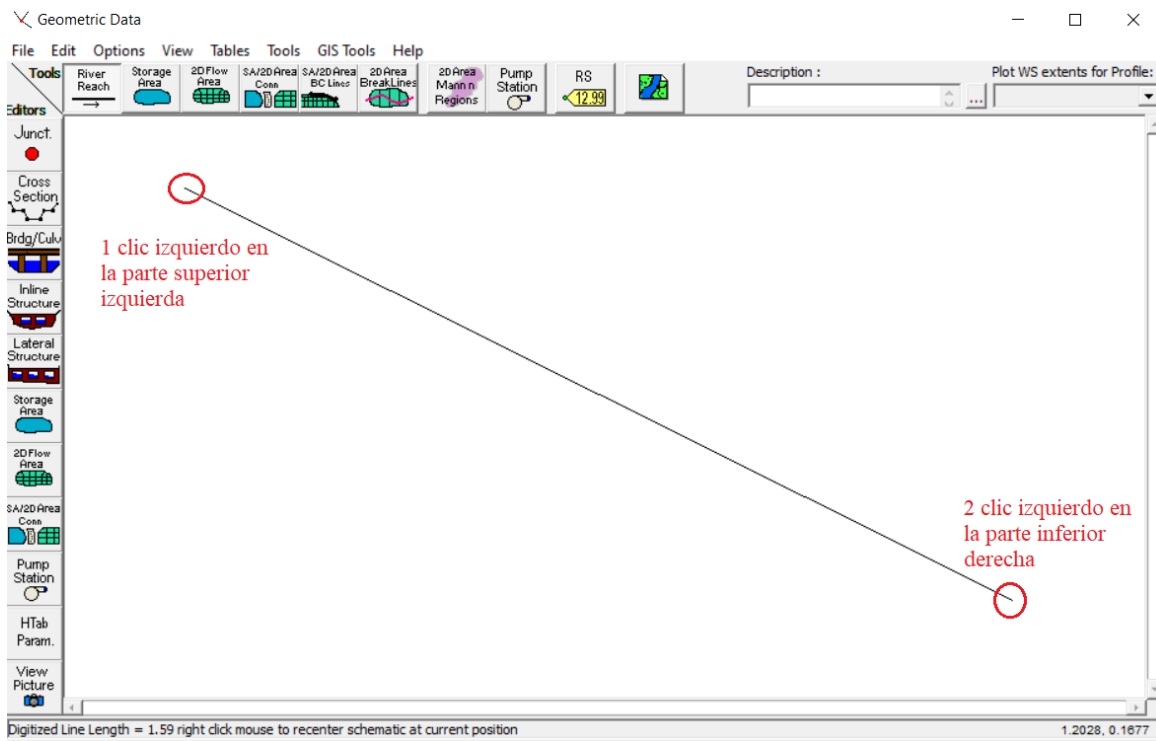 Geometric Data
File Edit Options View Tables Tools GIS Tools Help
Tools
Editors
River
Reach
Storage
Area
2D Flow
Area
SA/2D Area
Conn
SA/2D Area
BC Lines
2D Area
BreakLines
2D Area
Mann n
Regions
Pump
Station
RS
12.99
Description :
...
Plot WS extents for Profile:
Junct.
Cross
Section
Brdg/Culv
Inline
Structure
Lateral
Structure
Storage
Area
2D Flow
Area
SA/2D Area
Conn
Pump
Station
HTab
Param.
View
Picture
1 clic izquierdo en
la parte superior
izquierda
2 clic izquierdo en
la parte inferior
derecha
Digitized Line Length = 1.59 right click mouse to recenter schematic at current position
1.2028, 0.1677